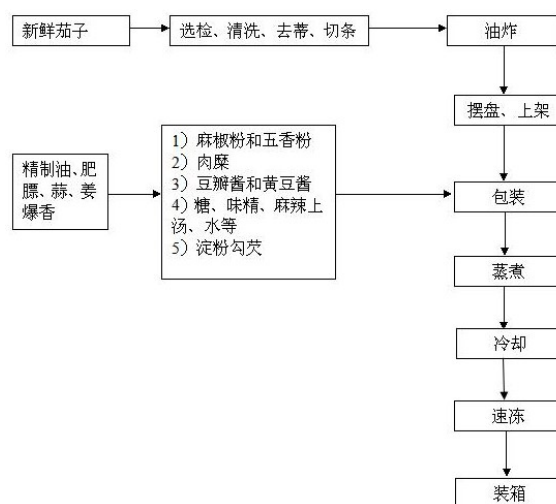 新鲜茄子
选检、清洗、去蒂、切条
油炸
摆盘、上架
精制油、肥
膘、蒜、姜
爆香
1）麻椒粉和五香粉
2）肉糜
3）豆瓣酱和黄豆酱
4）糖、味精、麻辣上
汤、水等
5）淀粉勾芡
包装
蒸煮
冷却
速冻
装箱